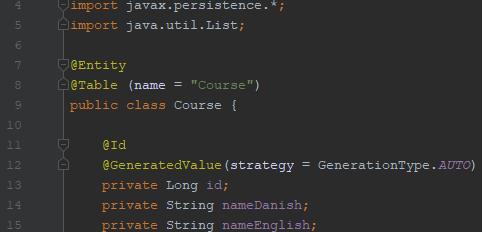 4 import javax.persistence.*;
5 import java.util.List;
6
7 @Entity
8 @Table (name = "Course")
9 public class Course {
10
11 @Id
12 @GeneratedValue(strategy = GenerationType.AUTO)
13 private Long id;
14 private String nameDanish;
15 private String nameEnglish;